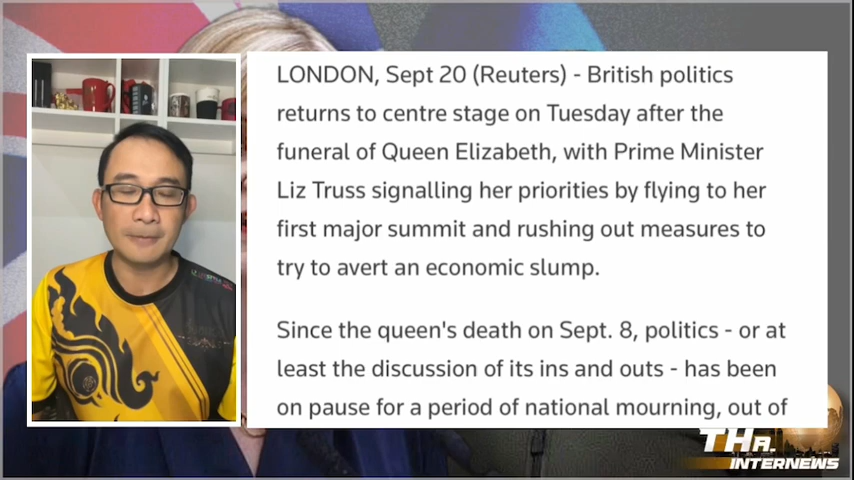 LONDON, Sept 20 (Reuters) - British politics
returns to centre stage on Tuesday after the
funeral of Queen Elizabeth, with Prime Minister
Liz Truss signalling her priorities by flying to her
first major summit and rushing out measures to
try to avert an economic slump.
Since the queen's death on Sept. 8, politics - or at
least the discussion of its ins and outs - has been
on pause for a period of national mourning, out of
THR.
INTERNEWS